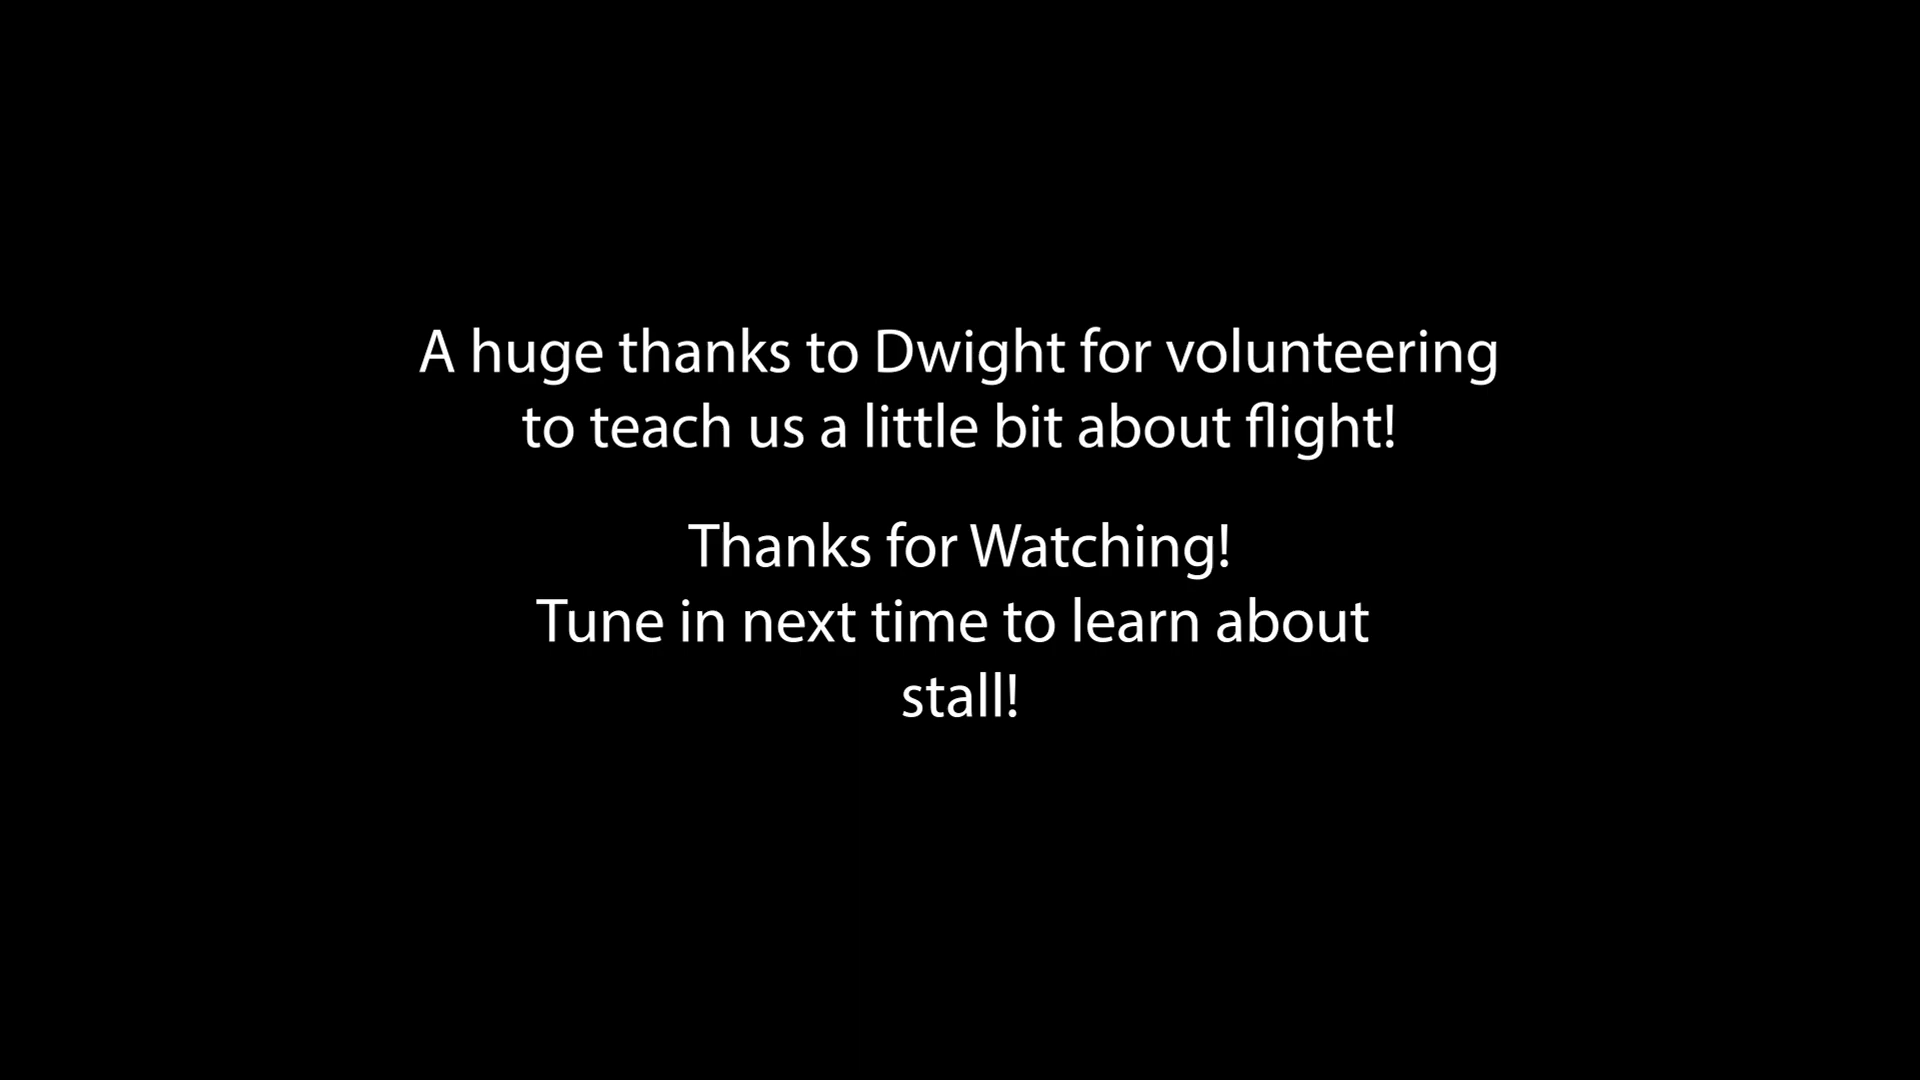 A huge thanks to Dwight for volunteering
to teach us a little bit about flight!
Thanks for Watching!
Tune in next time to learn about
stall!